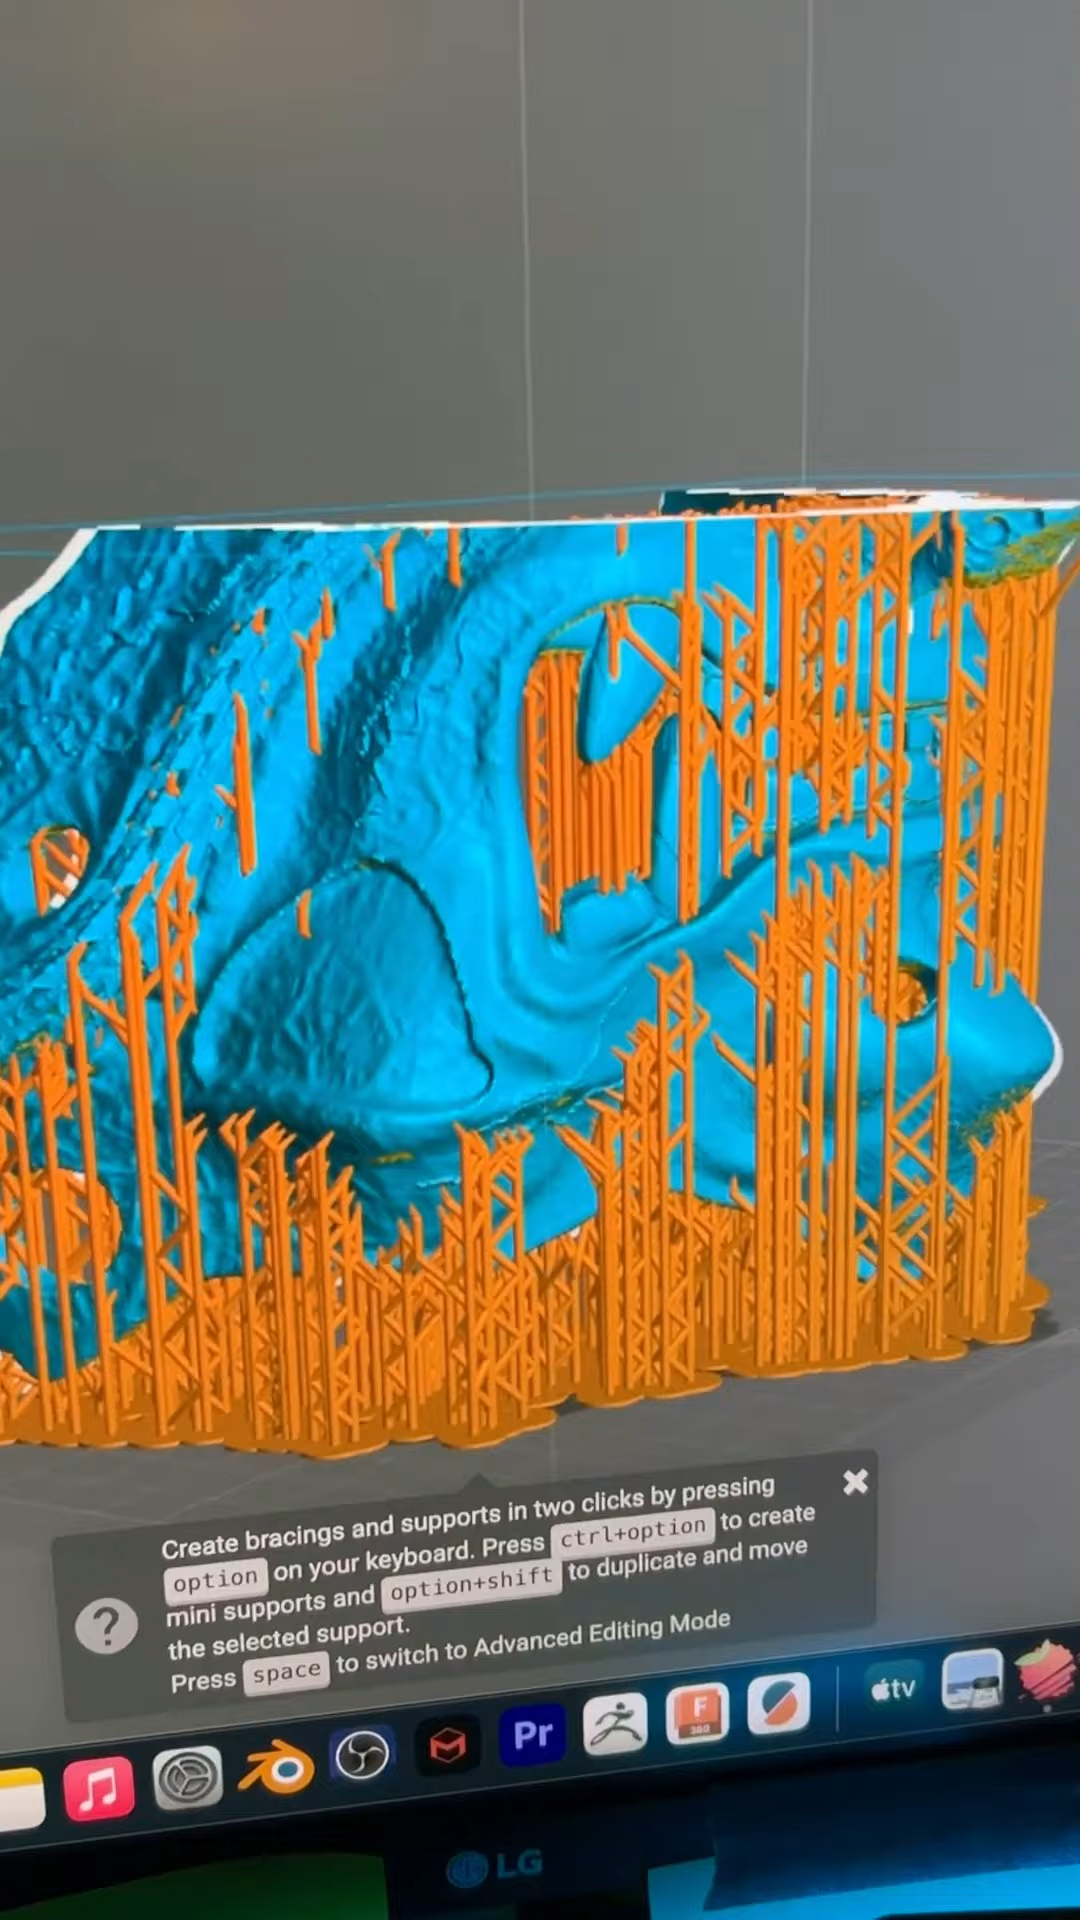 Create bracings and supports in two clicks by pressing
option on your keyboard. Press ctrl+option to create
mini supports and option+shift to duplicate and move
the selected support.
Press space to switch to Advanced Editing Mode
?
tv
Pr
F
360
LG